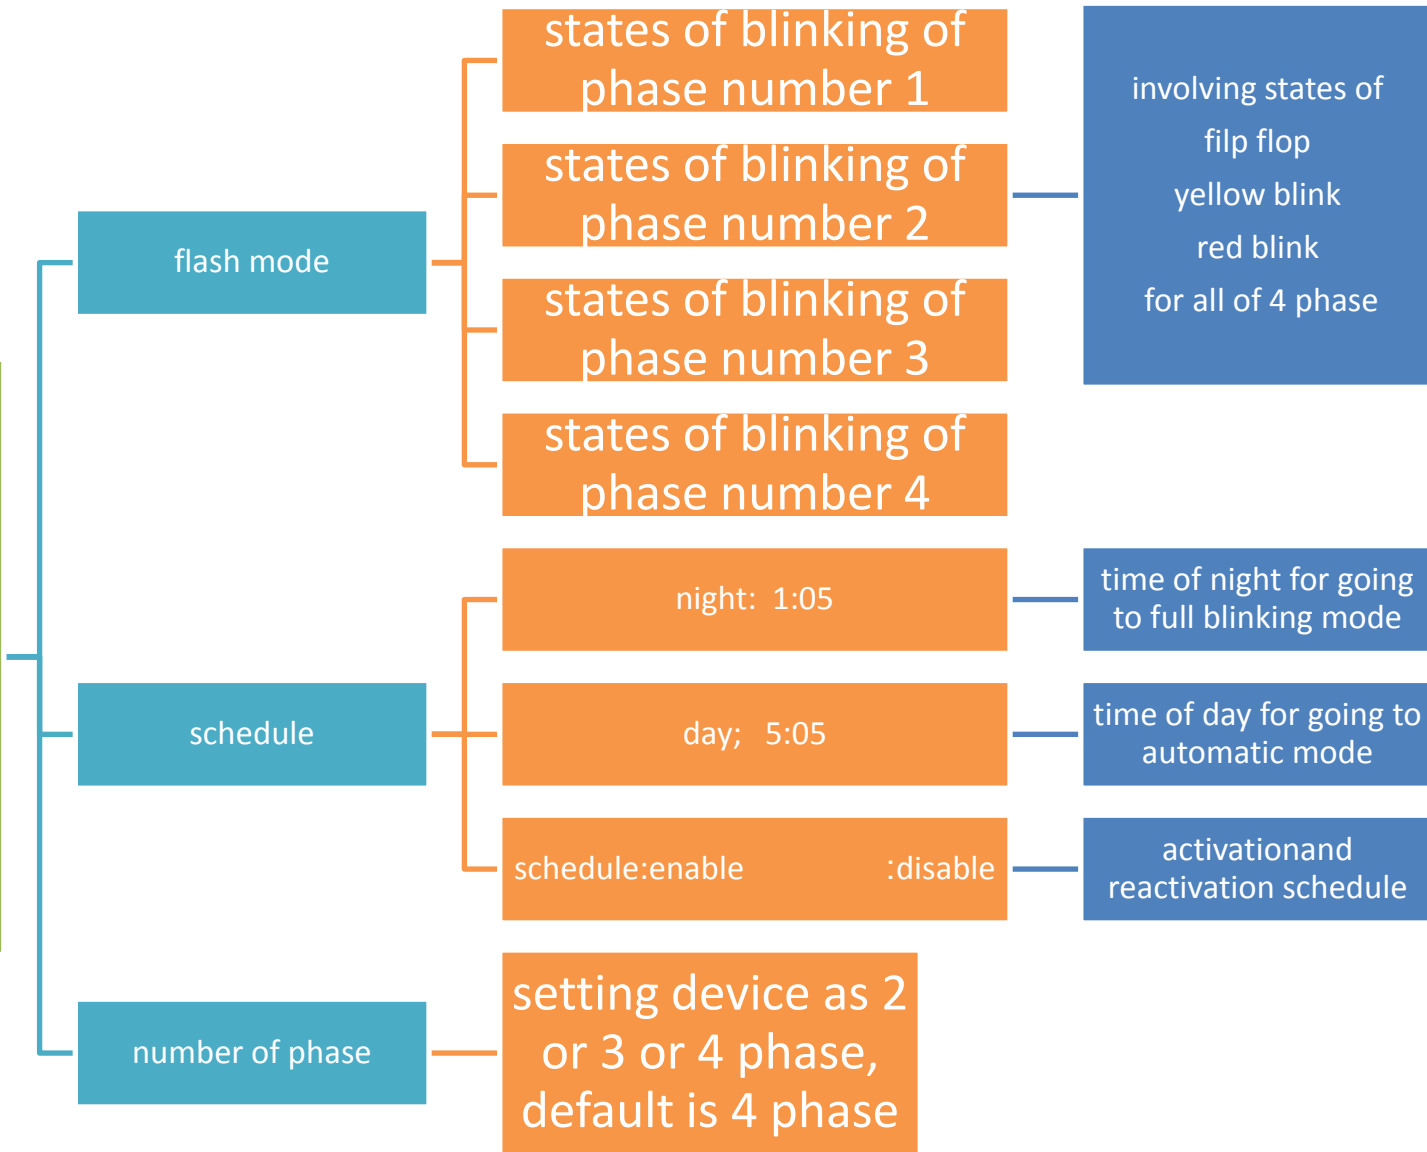 states of blinking of
phase number 1
states of blinking of
phase number 2
states of blinking of
phase number 3
states of blinking of
phase number 4
involving states of
filp flop
yellow blink
red blink
for all of 4 phase
flash mode
night:  1:05
time of night for going
to full blinking mode
schedule
day;   5:05
time of day for going to
automatic mode
schedule:enable                :disable
activationand
reactivation schedule
number of phase
setting device as 2
or 3 or 4 phase,
default is 4 phase